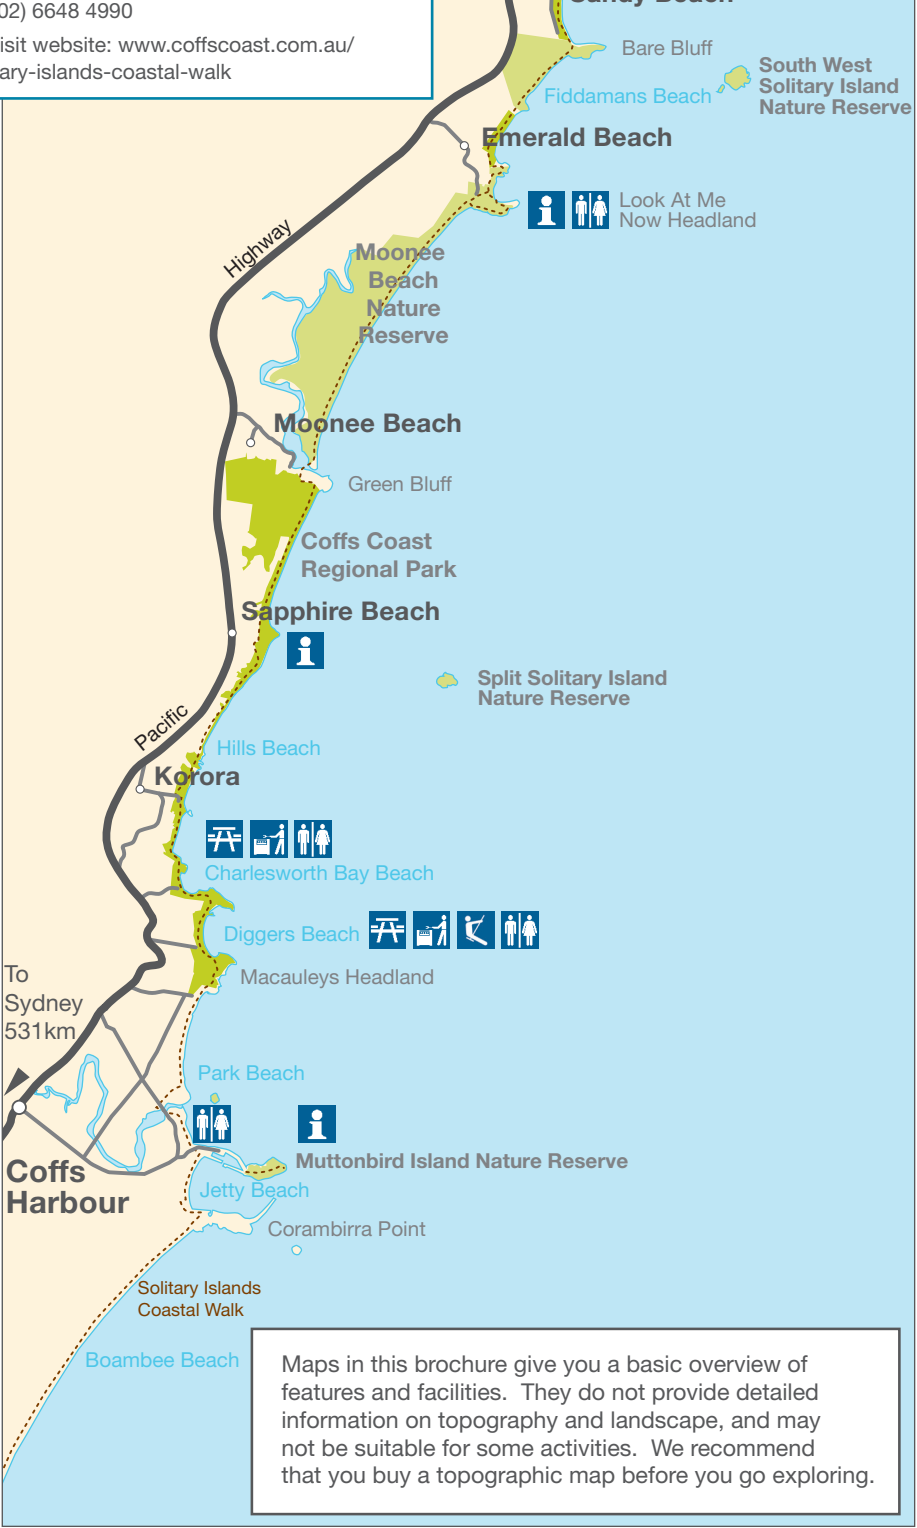 02) 6648 4990
isit website: www.coffscoast.com.au/
ary-islands-coastal-walk
Sandy Beach
Bare Bluff
South West
Solitary Island
Nature Reserve
Fiddamans Beach
Emerald Beach
Look At Me
Now Headland
Highway
Moonee
Beach
Nature
Reserve
Moonee Beach
Green Bluff
Coffs Coast
Regional Park
Sapphire Beach
Split Solitary Island
Nature Reserve
Pacific
Hills Beach
Korora
Charlesworth Bay Beach
Diggers Beach
Macauleys Headland
To
Sydney
531km
Park Beach
Coffs
Harbour
Muttonbird Island Nature Reserve
Jetty Beach
Corambirra Point
Solitary Islands
Coastal Walk
Boambee Beach
Maps in this brochure give you a basic overview of
features and facilities. They do not provide detailed
information on topography and landscape, and may
not be suitable for some activities. We recommend
that you buy a topographic map before you go exploring.